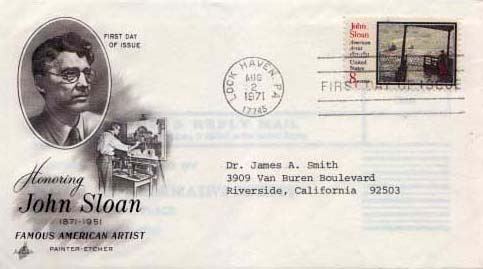 FIRST DAY
OF ISSUE
Honoring
John Sloan
1871-1951
FAMOUS AMERICAN ARTIST
PAINTER-ETCHER
ArtCraft
LOCK HAVEN, PA
AUG
2
1971
17745
John
Sloan
American
Artist
1871-1951
United
States
8 cents
FIRST DAY OF ISSUE
Dr. James A. Smith
3909 Van Buren Boulevard
Riverside, California 92503